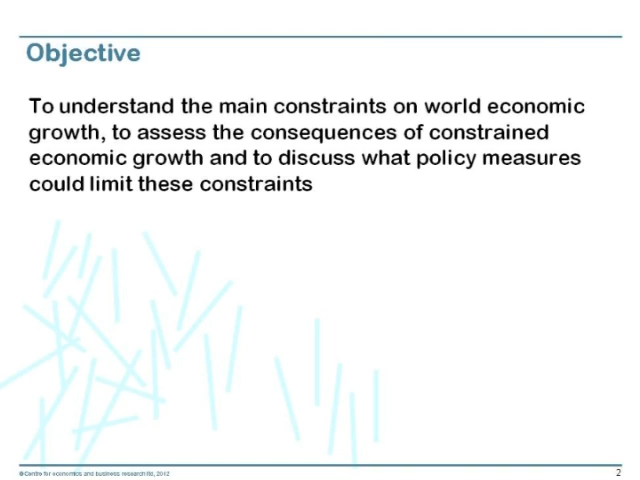 Objective
To understand the main constraints on world economic
growth, to assess the consequences of constrained
economic growth and to discuss what policy measures
could limit these constraints
© Centre for economics and business research ltd, 2012
2